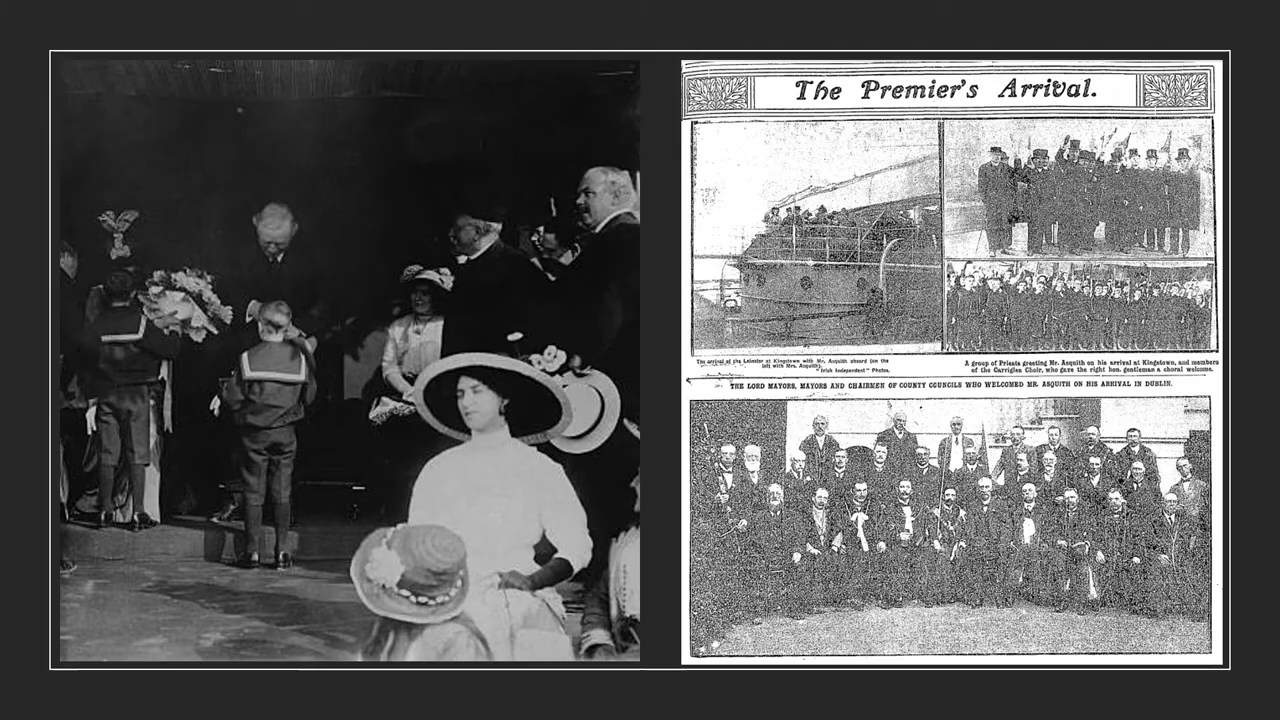 The Premier's Arrival.
The arrival of the Leinster at Kingstown with Mr. Asquith aboard (on the
left with Mrs. Asquith).
"Irish Independent" Photos.
A group of Priests greeting Mr. Asquith on his arrival at Kingstown, and members
of the Carriglea Choir, who gave the right hon. gentleman a choral welcome.
THE LORD MAYORS, MAYORS AND CHAIRMEN OF COUNTY COUNCILS WHO WELCOMED MR. ASQUITH ON HIS ARRIVAL IN DUBLIN.